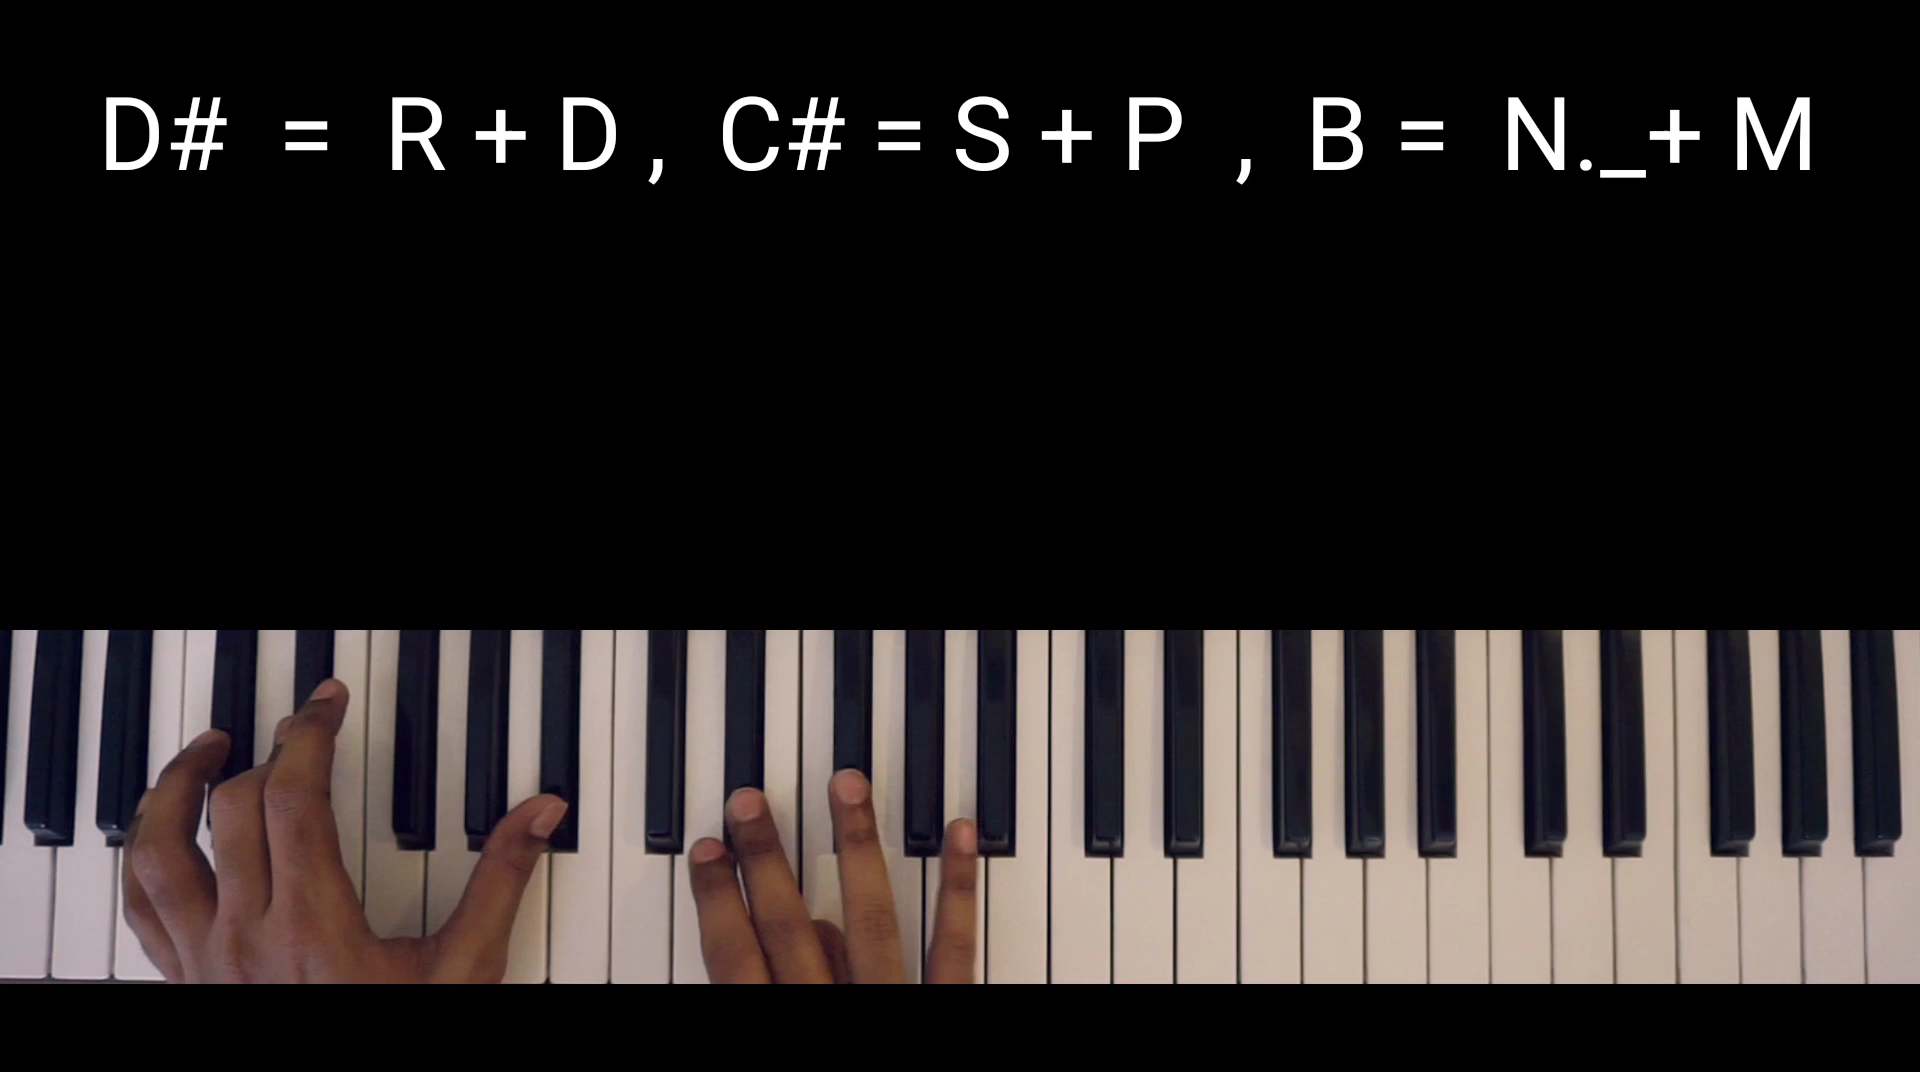 D# = R + D , C# = S + P , B = N._+ M